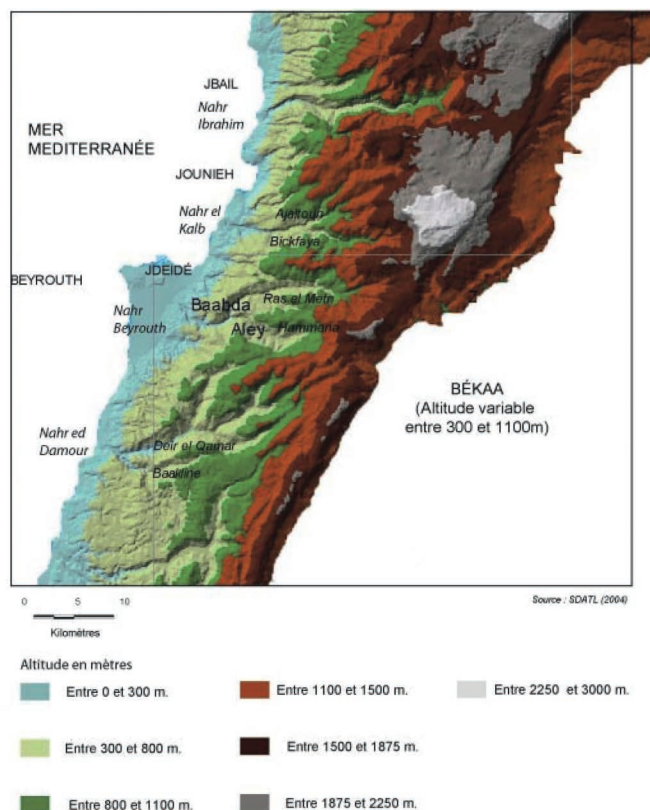 JBAIL
Nahr
Ibrahim
MER
MEDITERRANÉE
JOUNIEH
Nahr el
Kalb
Ajaltoun
Bickfaya
JDEIDÉ
BEYROUTH
Baabda
Ras el Metn
Nahr
Beyrouth
Aley
Hammana
BÉKAA
(Altitude variable
entre 300 et 1100m)
Nahr ed
Damour
Deir el Qamar
Baakline
0 5 10
Kilomètres
Source : SDATL (2004)
Altitude en mètres
Entre 0 et 300 m.
Entre 1100 et 1500 m.
Entre 2250 et 3000 m.
Entre 300 et 800 m.
Entre 1500 et 1875 m.
Entre 800 et 1100 m.
Entre 1875 et 2250 m.